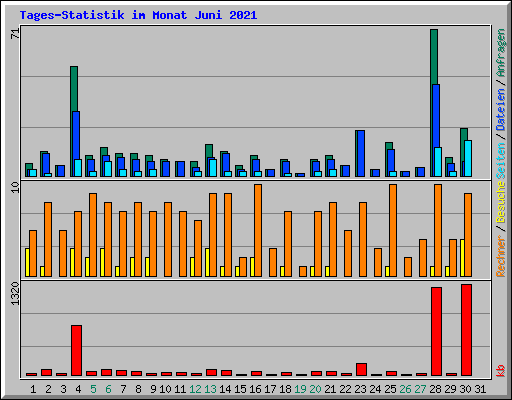 Tages-Statistik im Monat Juni 2021
71
10
1320
Rechner / Besuche Seiten / Dateien / Anfragen
kb
1 2 3 4 5 6 7 8 9 10 11 12 13 14 15 16 17 18 19 20 21 22 23 24 25 26 27 28 29 30 31